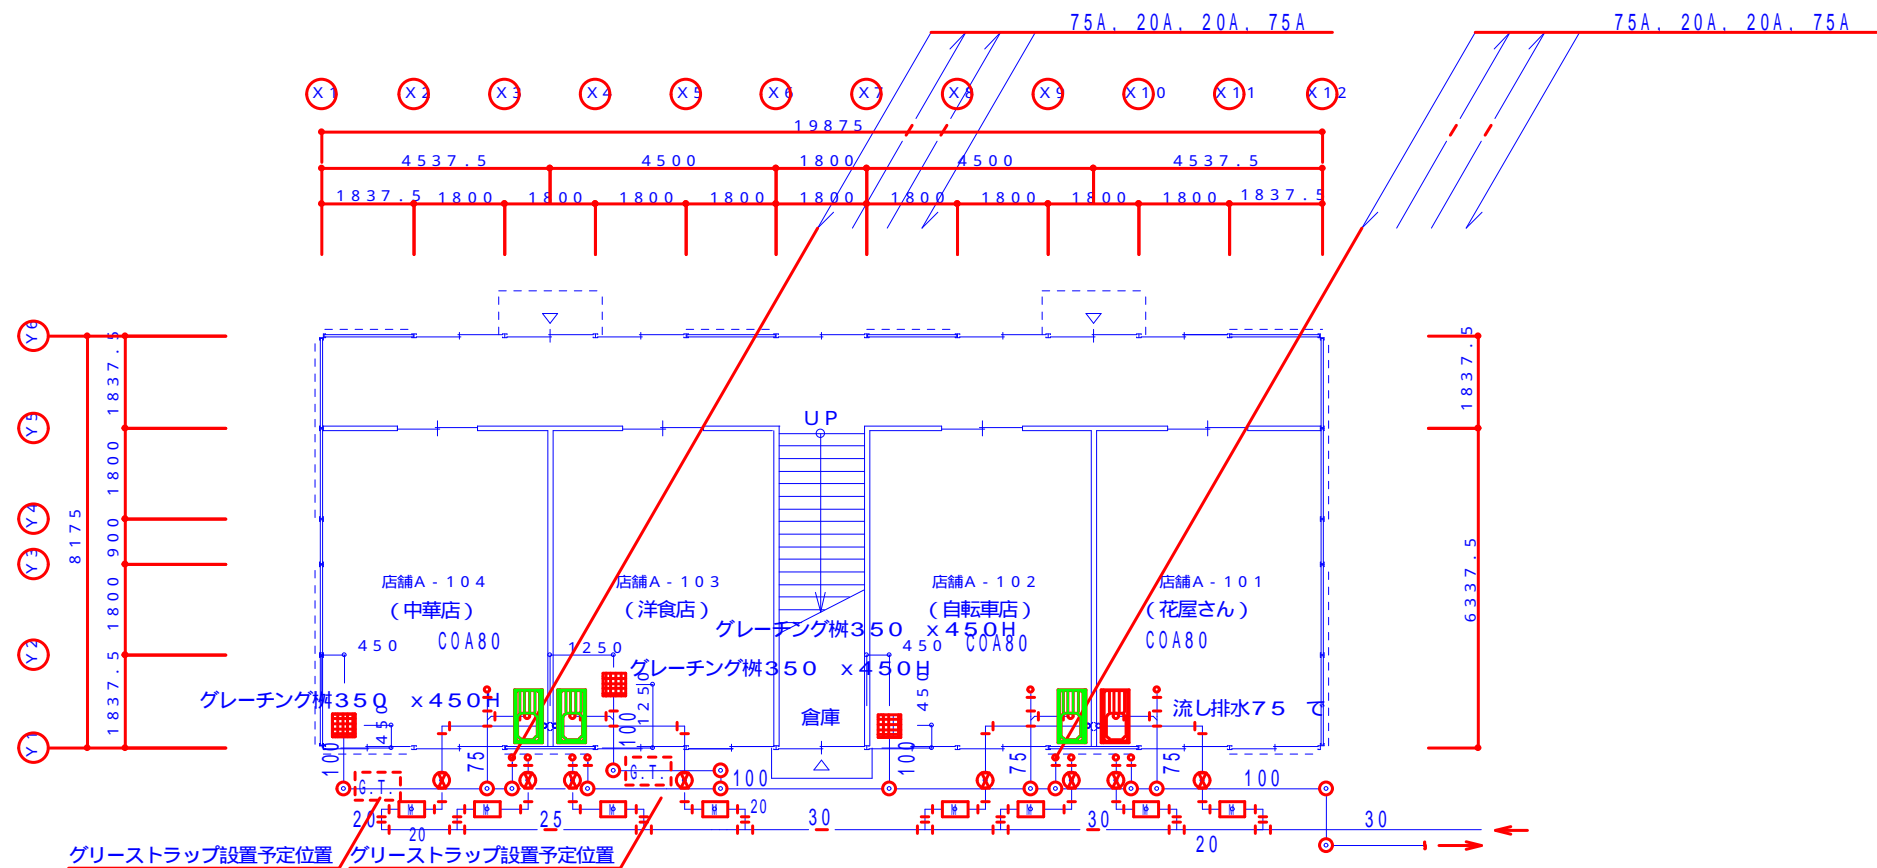 75A, 20A, 20A, 75A
75A, 20A, 20A, 75A
X1 X2 X3 X4 X5 X6 X7 X8 X9 X10 X11 X12
19875
4537.5 4500 1800 4500 4537.5
1837.5 1800 1800 1800 1800 1800 1800 1800 1800 1800 1837.5
Y6
Y5
Y4
Y3
Y2
Y1
8175
1837.5
1800
900
1800
1837.5
1837.5
6337.5
UP
店舗A-104
(中華店)
COA80
店舗A-103
(洋食店)
店舗A-102
(自転車店)
COA80
店舗A-101
(花屋さん)
COA80
グレーチング桝350 x450H
グレーチング桝350 x450H
グレーチング桝350 x450H
450
1250
450
450
1250
450
倉庫
流し排水75 で
100
75
100
100
75
75
G.T.
G.T.
100
100
20
20
25
20
30
30
30
20
グリーストラップ設置予定位置
グリーストラップ設置予定位置